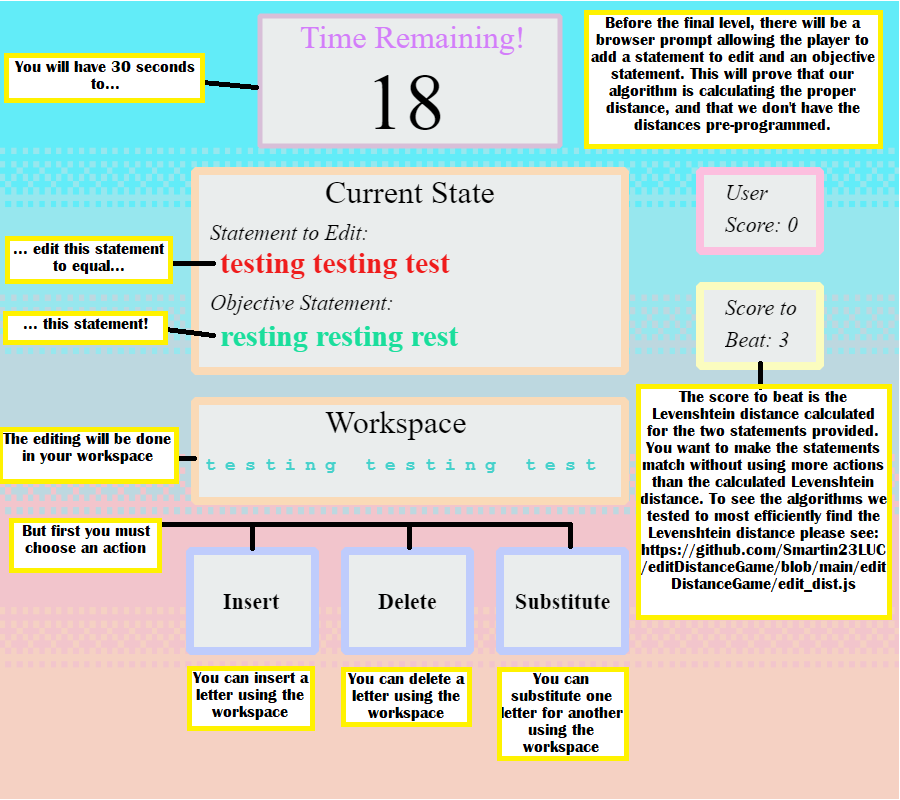 Time Remaining!
18
You will have 30 seconds
to...
Before the final level, there will be a
browser prompt allowing the player to
add a statement to edit and an objective
statement. This will prove that our
algorithm is calculating the proper
distance, and that we don't have the
distances pre-programmed.
Current State
Statement to Edit:
testing testing test
Objective Statement:
resting resting rest
... edit this statement
to equal...
... this statement!
User
Score: 0
Score to
Beat: 3
The score to beat is the
Levenshtein distance calculated
for the two statements provided.
You want to make the statements
match without using more actions
than the calculated Levenshtein
distance. To see the algorithms we
tested to most efficiently find the
Levenshtein distance please see:
https://github.com/Smartin23LUC
/editDistanceGame/blob/main/edit
DistanceGame/edit_dist.js
Workspace
testing testing test
The editing will be done
in your workspace
But first you must
choose an action
Insert
Delete
Substitute
You can insert a
letter using the
workspace
You can delete a
letter using the
workspace
You can
substitute one
letter for another
using the
workspace